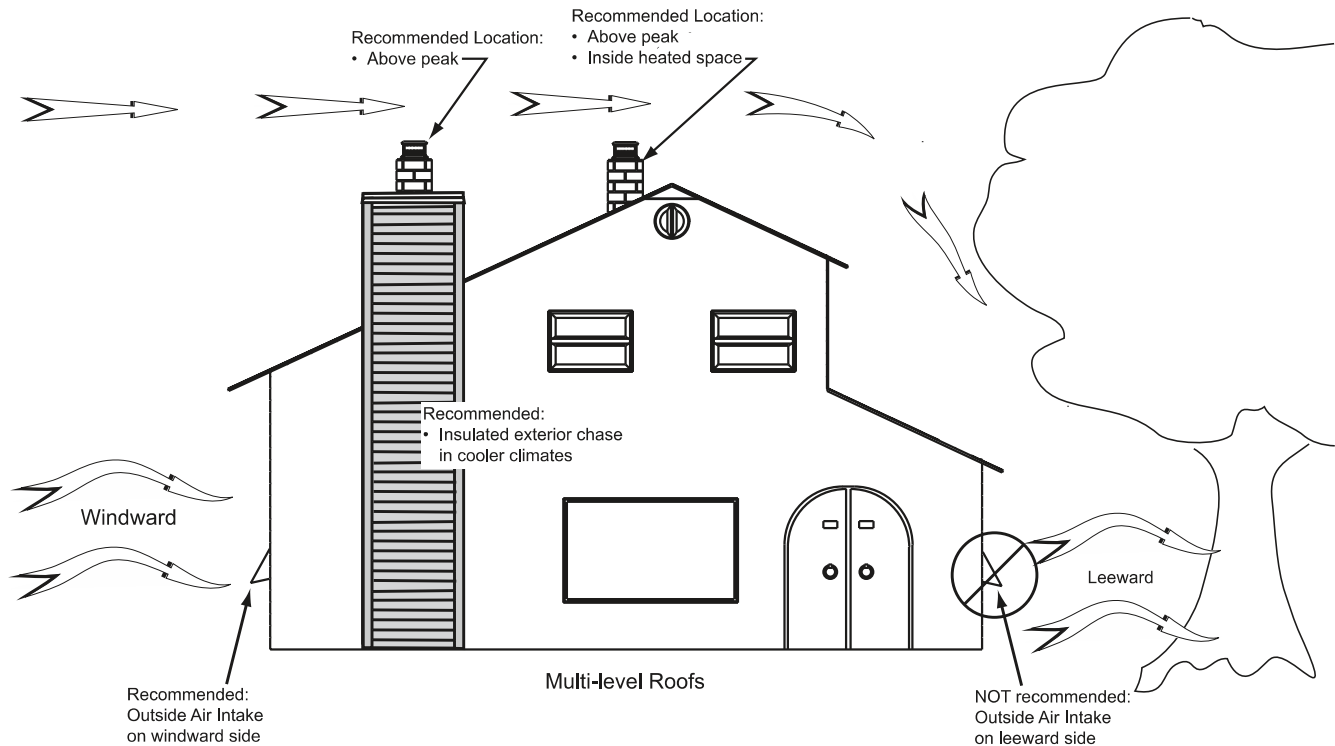 Recommended Location:
• Above peak
Recommended Location:
• Above peak
• Inside heated space
Recommended:
• Insulated exterior chase
in cooler climates
Windward
Leeward
Multi-level Roofs
Recommended:
Outside Air Intake
on windward side
NOT recommended:
Outside Air Intake
on leeward side